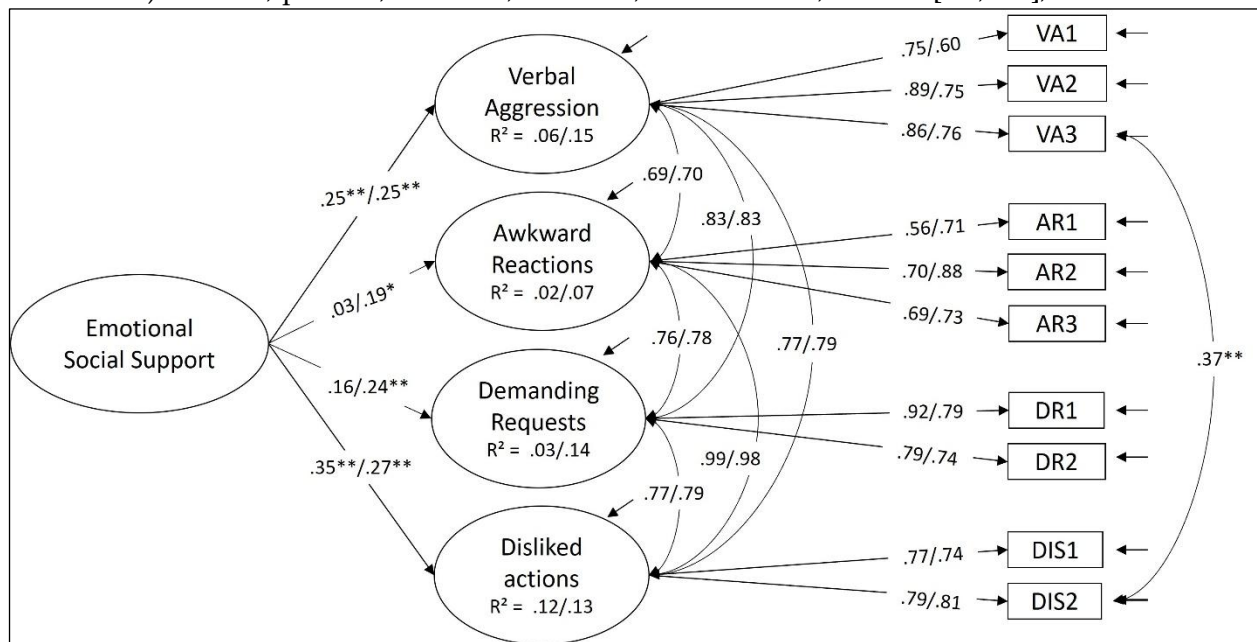 Verbal
Aggression
R² = .06/.15
Awkward
Reactions
R² = .02/.07
Emotional
Social Support
Demanding
Requests
R² = .03/.14
Disliked
actions
R² = .12/.13
.25**/.25**
.03/.19*
.16/.24**
.35**/.27**
.69/.70
.83/.83
.76/.78
.77/.79
.99/.98
.77/.79
.75/.60
.89/.75
.86/.76
.56/.71
.70/.88
.69/.73
.92/.79
.79/.74
.77/.74
.79/.81
VA1
VA2
VA3
AR1
AR2
AR3
DR1
DR2
DIS1
DIS2
.37**